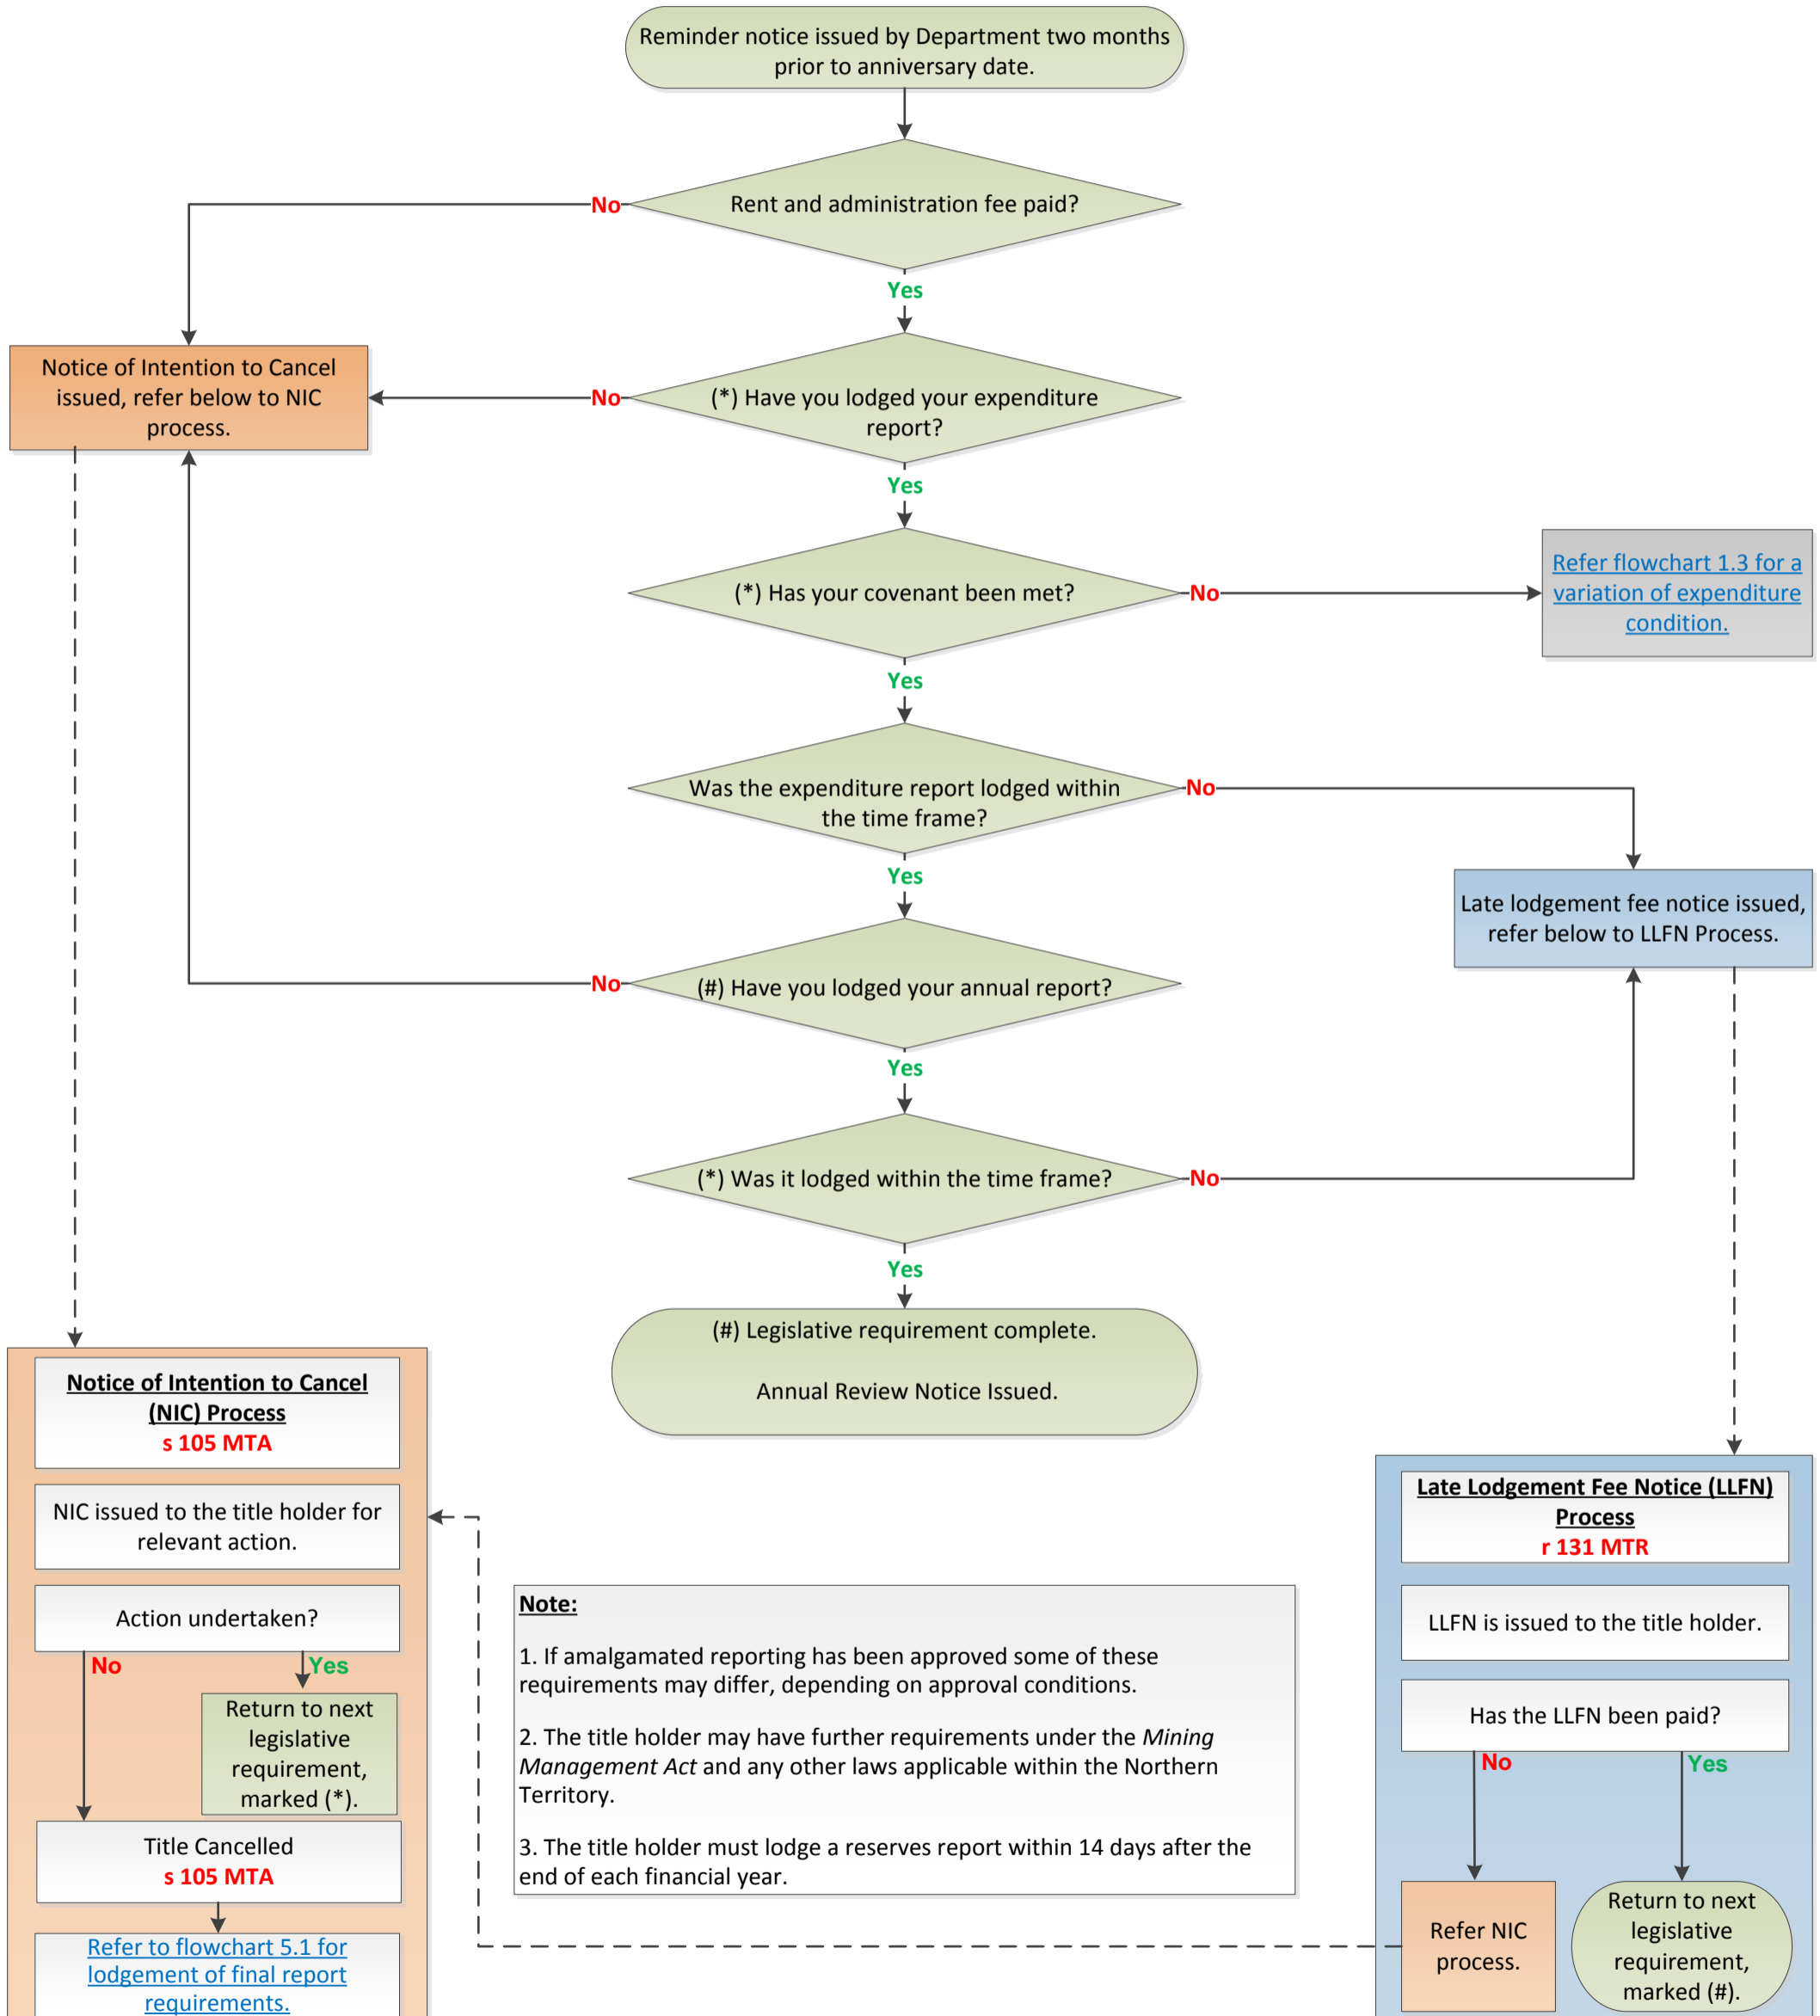 Reminder notice issued by Department two months
prior to anniversary date.
Rent and administration fee paid?
No
Yes
Notice of Intention to Cancel
issued, refer below to NIC
process.
(*) Have you lodged your expenditure
report?
No
Yes
(*) Has your covenant been met?
No
Refer flowchart 1.3 for a
variation of expenditure
condition.
Yes
Was the expenditure report lodged within
the time frame?
No
Yes
Late lodgement fee notice issued,
refer below to LLFN Process.
(#) Have you lodged your annual report?
No
Yes
(*) Was it lodged within the time frame?
No
Yes
(#) Legislative requirement complete.
Annual Review Notice Issued.
Notice of Intention to Cancel
(NIC) Process
s 105 MTA
NIC issued to the title holder for
relevant action.
Action undertaken?
No
Yes
Return to next
legislative
requirement,
marked (*).
Title Cancelled
s 105 MTA
Refer to flowchart 5.1 for
lodgement of final report
requirements.
Note:
1. If amalgamated reporting has been approved some of these
requirements may differ, depending on approval conditions.
2. The title holder may have further requirements under the Mining
Management Act and any other laws applicable within the Northern
Territory.
3. The title holder must lodge a reserves report within 14 days after the
end of each financial year.
Late Lodgement Fee Notice (LLFN)
Process
r 131 MTR
LLFN is issued to the title holder.
Has the LLFN been paid?
No
Yes
Refer NIC
process.
Return to next
legislative
requirement,
marked (#).